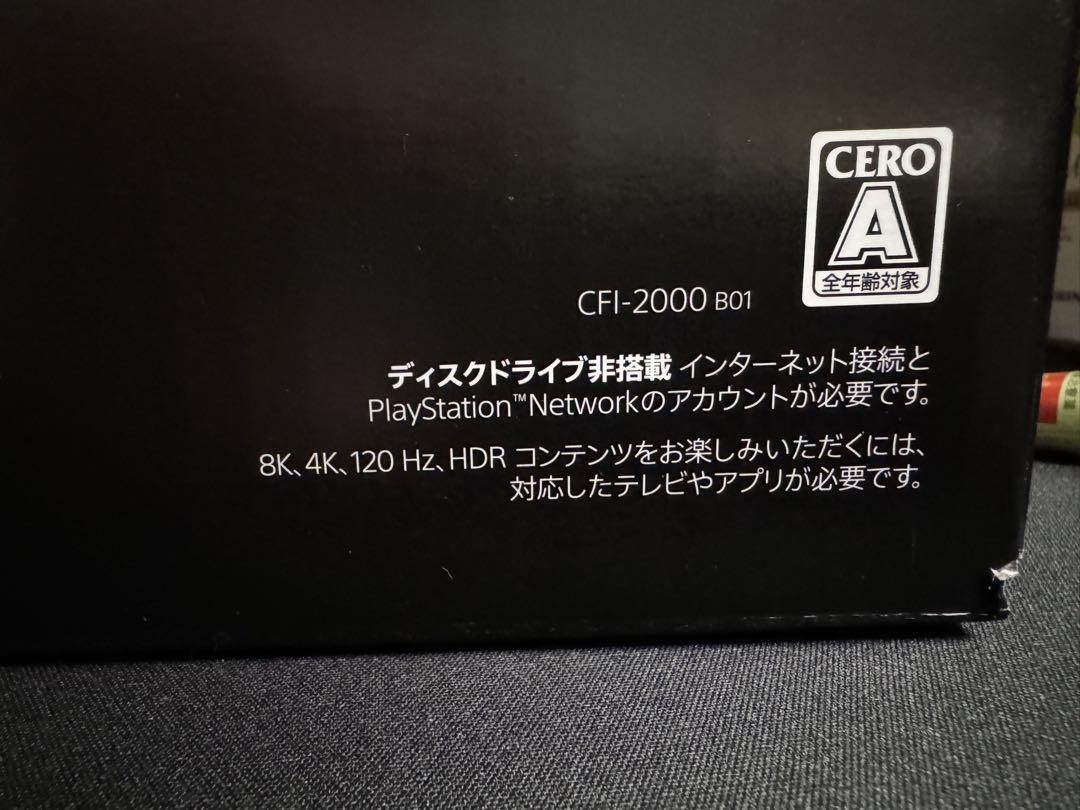 CERO
A
全年齢対象
CFI-2000 B01
ディスクドライブ非搭載 インターネット接続と
PlayStation™Networkのアカウントが必要です。
8K、4K、120 Hz、HDR コンテンツをお楽しみいただくには、
対応したテレビやアプリが必要です。